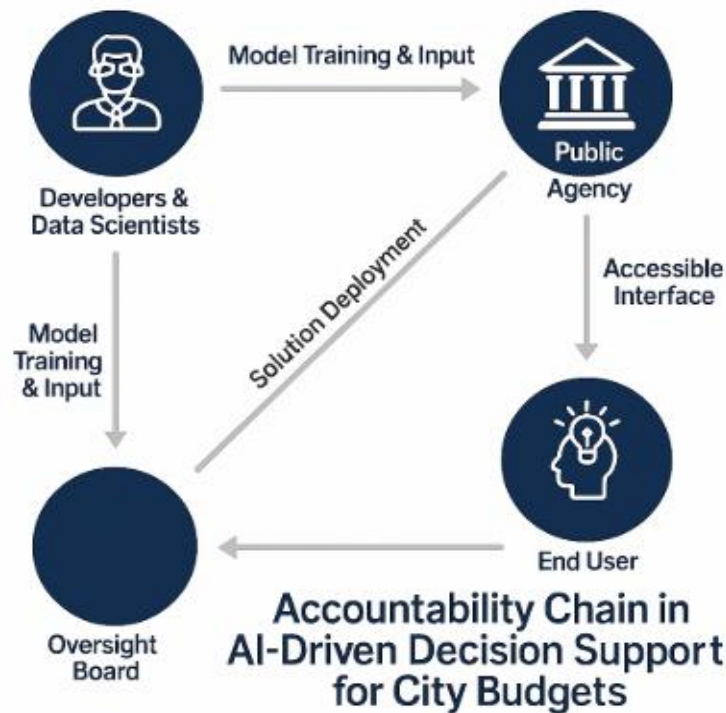 Model Training & Input
Public
Agency
Developers &
Data Scientists
Solution Deployment
Accessible
Interface
Model
Training
& Input
End User
Oversight
Board
Accountability Chain in
AI-Driven Decision Support
for City Budgets